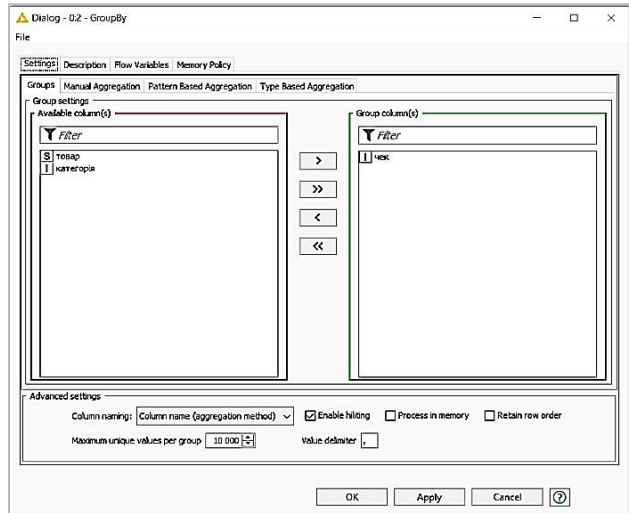 Dialog - 0:2 - GroupBy
File
Settings Description Flow Variables Memory Policy
Groups Manual Aggregation Pattern Based Aggregation Type Based Aggregation
Group settings
Available column(s)
Filter
S товар
I категорія
>
>>
<
<<
Group column(s)
Filter
I чек
Advanced settings
Column naming: Column name (aggregation method) Enable hiliting Process in memory Retain row order
Maximum unique values per group 10 000 Value delimiter ,
OK Apply Cancel ?